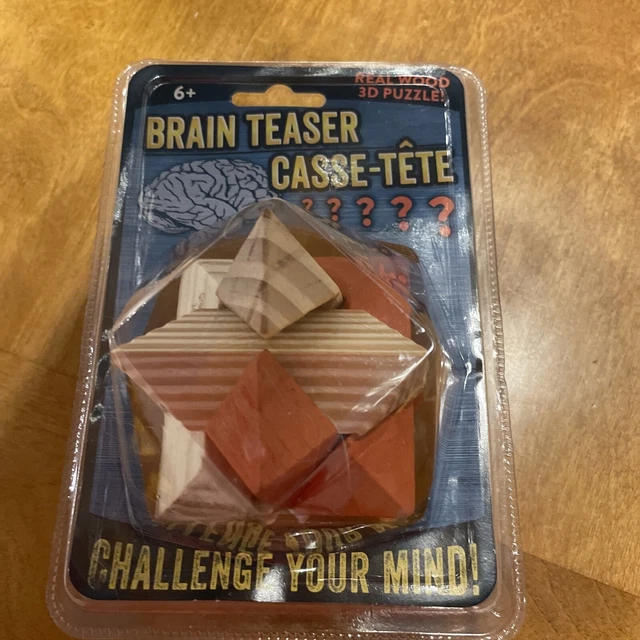 REAL WOOD
6+
3D PUZZLE
BRAIN TEASER
CASSE-TÊTE
? ? ? ? ?
CHALLENGE YOUR MIND!